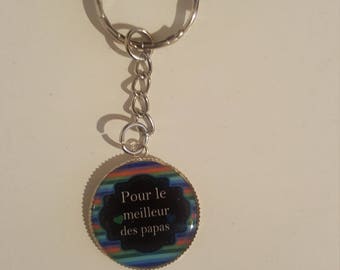 Pour le
meilleur
des papas